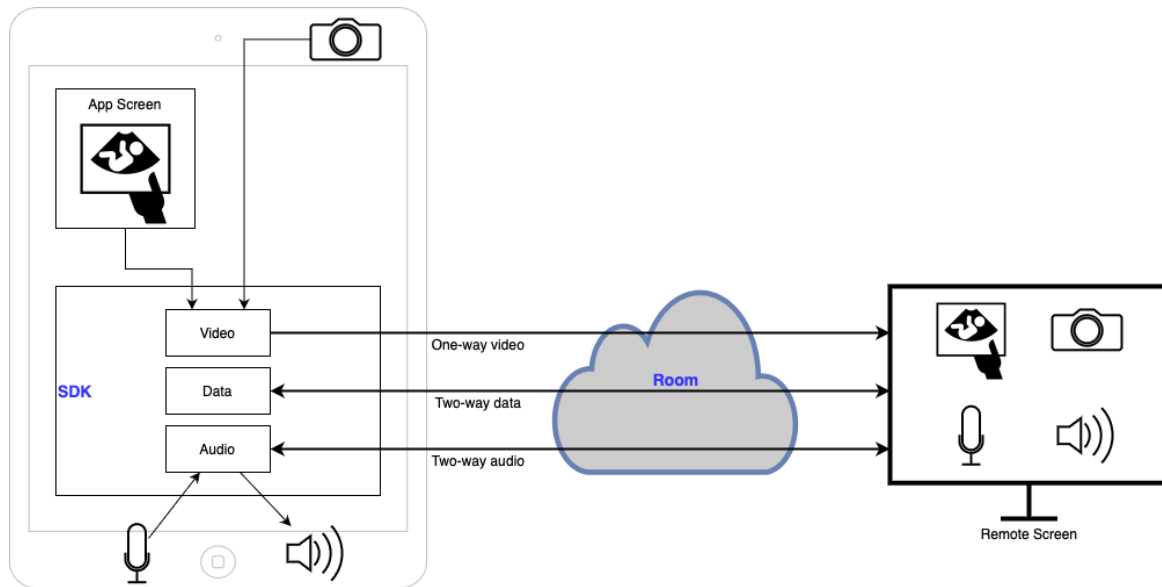 App Screen
Video
One-way video
Room
SDK
Data
Two-way data
Audio
Two-way audio
Remote Screen